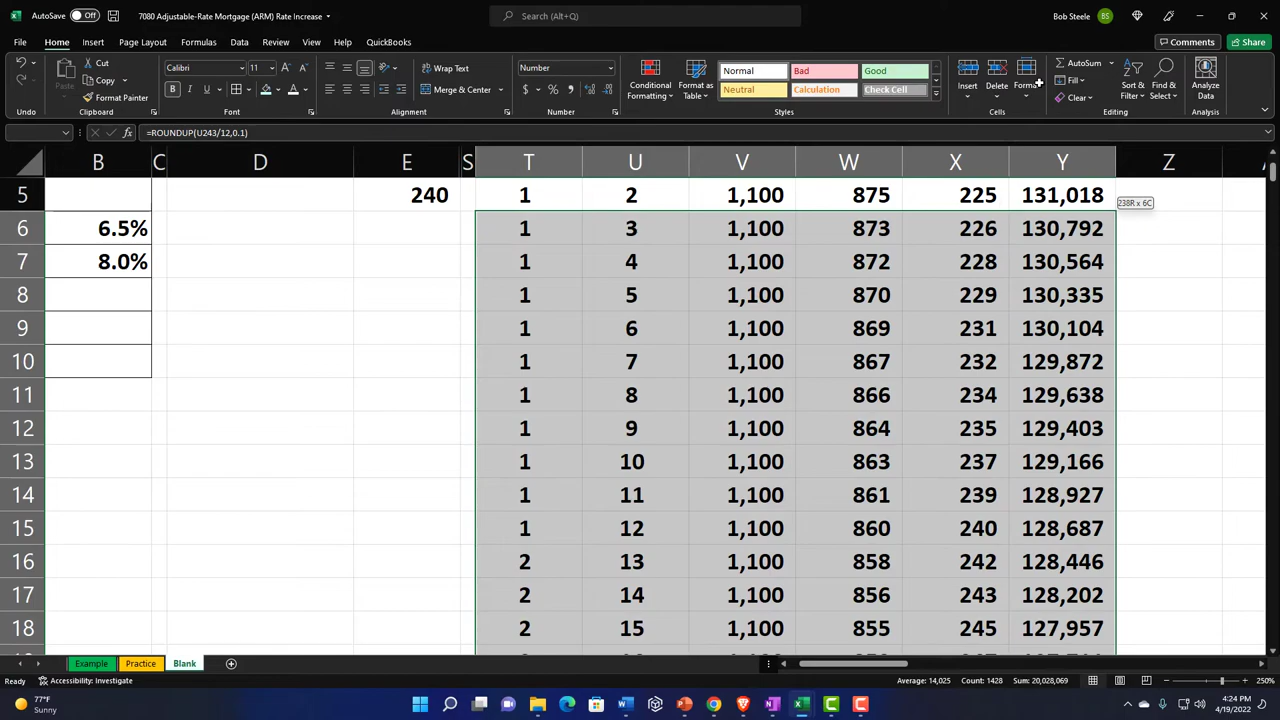 AutoSave Off 7080 Adjustable-Rate Mortgage (ARM) Rate Increase Search (Alt+Q) Bob Steele BS
File Home Insert Page Layout Formulas Data Review View Help QuickBooks Comments Share
Cut Calibri 11 Wrap Text Number Normal Bad Good AutoSum
Copy Fill
Paste Format Painter B I U A Merge & Center $ % Conditional Formatting Format as Table Neutral Calculation Check Cell Insert Delete Format Clear Sort & Filter Find & Select Analyze Data
Undo Clipboard Font Alignment Number Styles Cells Editing Analysis
fx =ROUNDUP(U243/12,0.1)
B C D E S T U V W X Y Z
5 240 1 2 1,100 875 225 131,018 238R x 6C
6 6.5% 1 3 1,100 873 226 130,792
7 8.0% 1 4 1,100 872 228 130,564
8 1 5 1,100 870 229 130,335
9 1 6 1,100 869 231 130,104
10 1 7 1,100 867 232 129,872
11 1 8 1,100 866 234 129,638
12 1 9 1,100 864 235 129,403
13 1 10 1,100 863 237 129,166
14 1 11 1,100 861 239 128,927
15 1 12 1,100 860 240 128,687
16 2 13 1,100 858 242 128,446
17 2 14 1,100 856 243 128,202
18 2 15 1,100 855 245 127,957
Example Practice Blank
Ready Accessibility: Investigate Average: 14,025 Count: 1428 Sum: 20,028,069 250%
77°F 4:24 PM
Sunny 4/19/2022